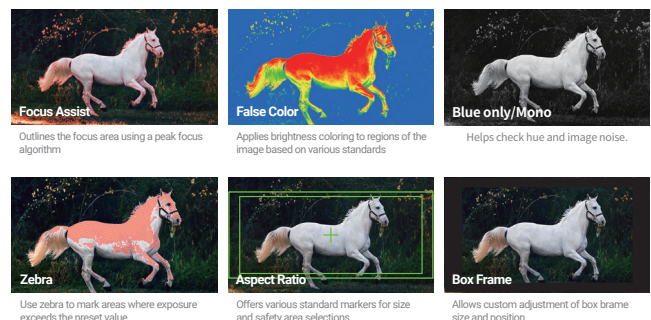 Focus Assist
Outlines the focus area using a peak focus
algorithm
False Color
Applies brightness coloring to regions of the
image based on various standards
Blue only/Mono
Helps check hue and image noise.
Zebra
Use zebra to mark areas where exposure
exceeds the preset value
Aspect Ratio
Offers various standard markers for size
and safety area selections
Box Frame
Allows custom adjustment of box brame
size and position